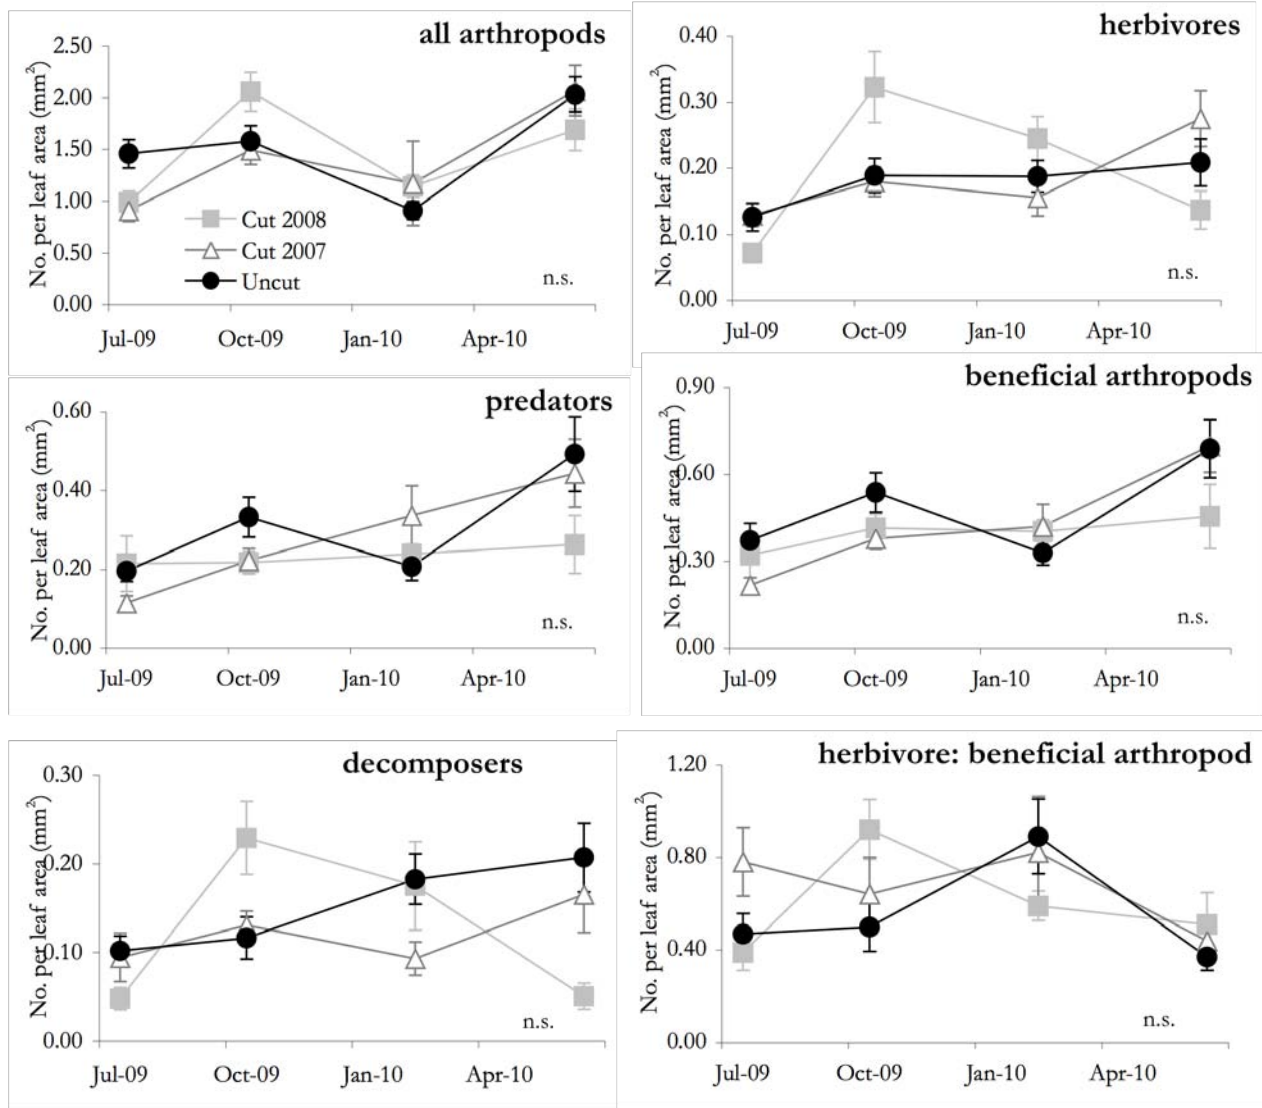 all arthropods
No. per leaf area (mm²)
2.50
2.00
1.50
1.00
0.50
0.00
Cut 2008
Cut 2007
Uncut
n.s.
Jul-09 Oct-09 Jan-10 Apr-10
herbivores
No. per leaf area (mm²)
0.40
0.30
0.20
0.10
0.00
n.s.
Jul-09 Oct-09 Jan-10 Apr-10
predators
No. per leaf area (mm²)
0.60
0.40
0.20
0.00
n.s.
Jul-09 Oct-09 Jan-10 Apr-10
beneficial arthropods
No. per leaf area (mm²)
0.90
0.60
0.30
0.00
n.s.
Jul-09 Oct-09 Jan-10 Apr-10
decomposers
No. per leaf area (mm²)
0.30
0.20
0.10
0.00
n.s.
Jul-09 Oct-09 Jan-10 Apr-10
herbivore: beneficial arthropod
No. per leaf area (mm²)
1.20
0.80
0.40
0.00
n.s.
Jul-09 Oct-09 Jan-10 Apr-10